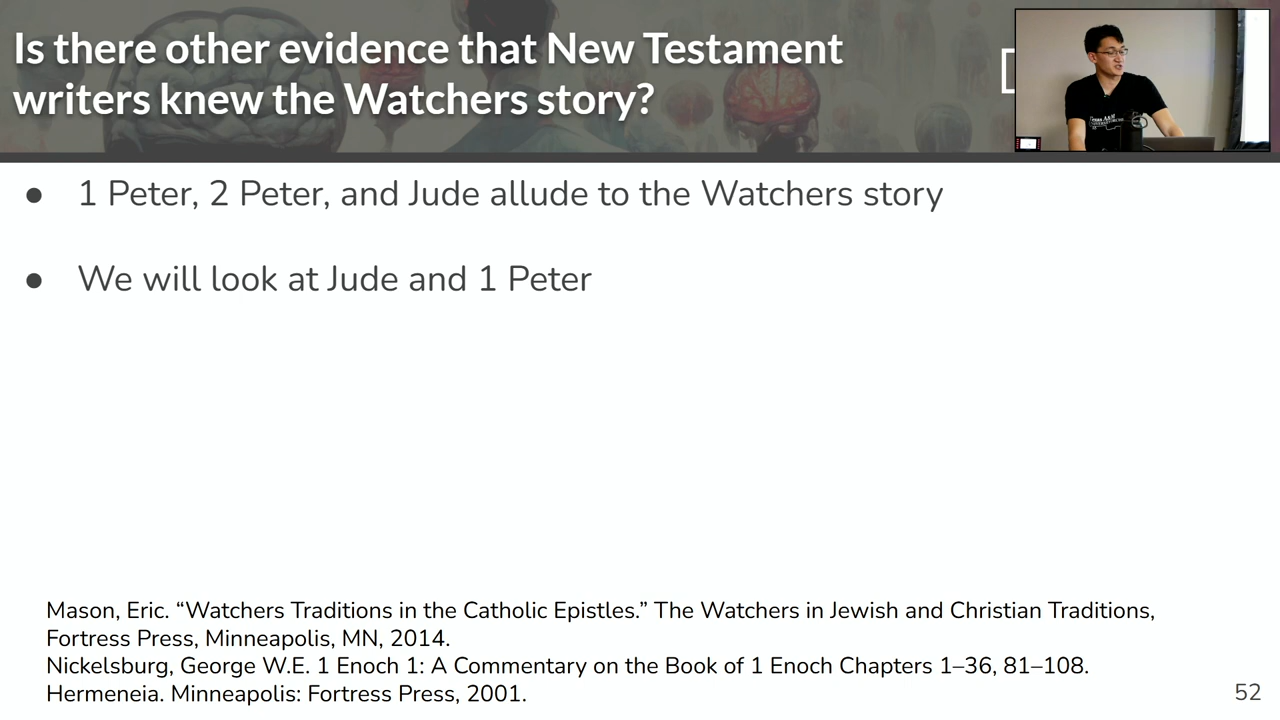 Is there other evidence that New Testament
writers knew the Watchers story?
● 1 Peter, 2 Peter, and Jude allude to the Watchers story
● We will look at Jude and 1 Peter
Mason, Eric. “Watchers Traditions in the Catholic Epistles.” The Watchers in Jewish and Christian Traditions,
Fortress Press, Minneapolis, MN, 2014.
Nickelsburg, George W.E. 1 Enoch 1: A Commentary on the Book of 1 Enoch Chapters 1–36, 81–108.
Hermeneia. Minneapolis: Fortress Press, 2001.
52